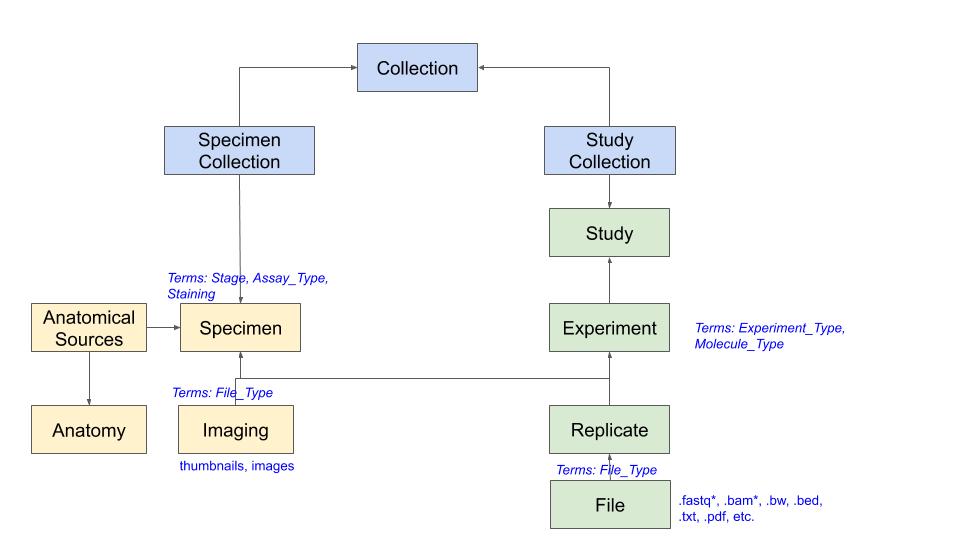 Collection
Specimen
Collection
Study
Collection
Study
Terms: Stage, Assay_Type,
Staining
Anatomical
Sources
Specimen
Experiment
Terms: Experiment_Type,
Molecule_Type
Terms: File_Type
Anatomy
Imaging
Replicate
thumbnails, images
Terms: File_Type
File
.fastq*, .bam*, .bw, .bed,
.txt, .pdf, etc.